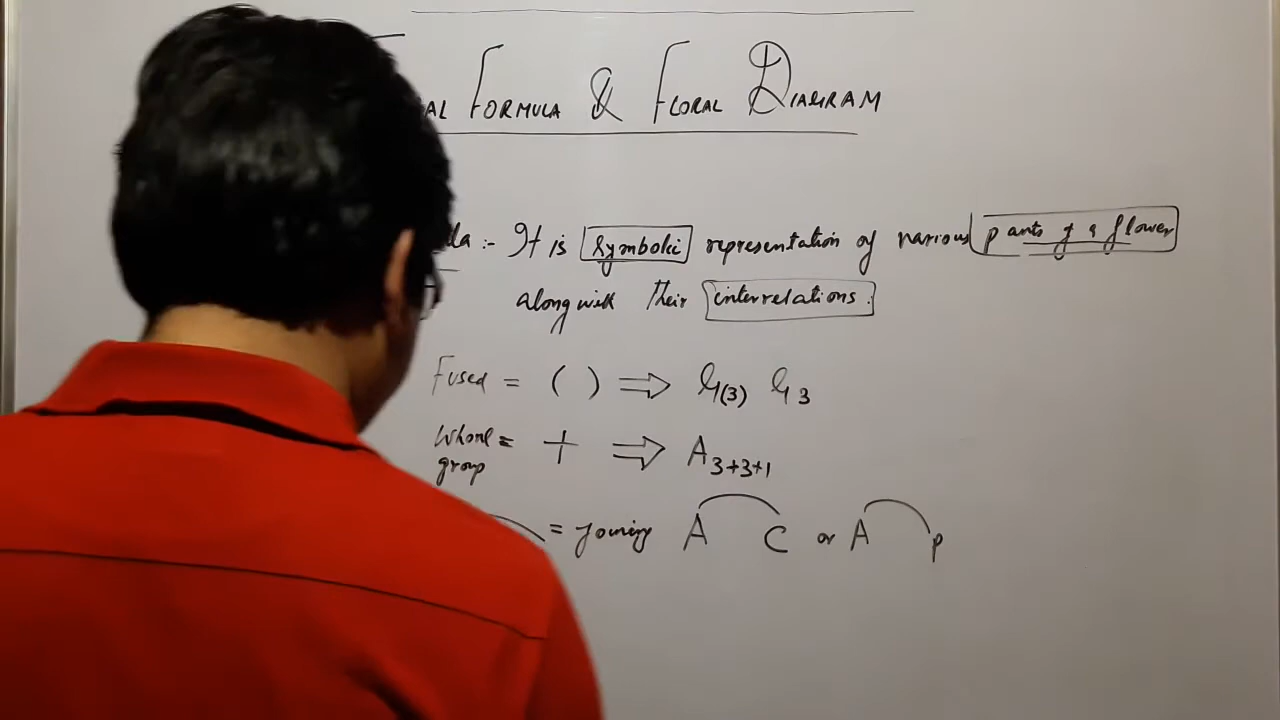 AL FORMULA & FLORAL DIAGRAM
la :- It is Symbolic representation of various parts of a flower
along with their interrelations.
Fused = ( ) ⇒ G(3) G3
Whorl = + ⇒ A3+3+1
group
= joining A C or A P